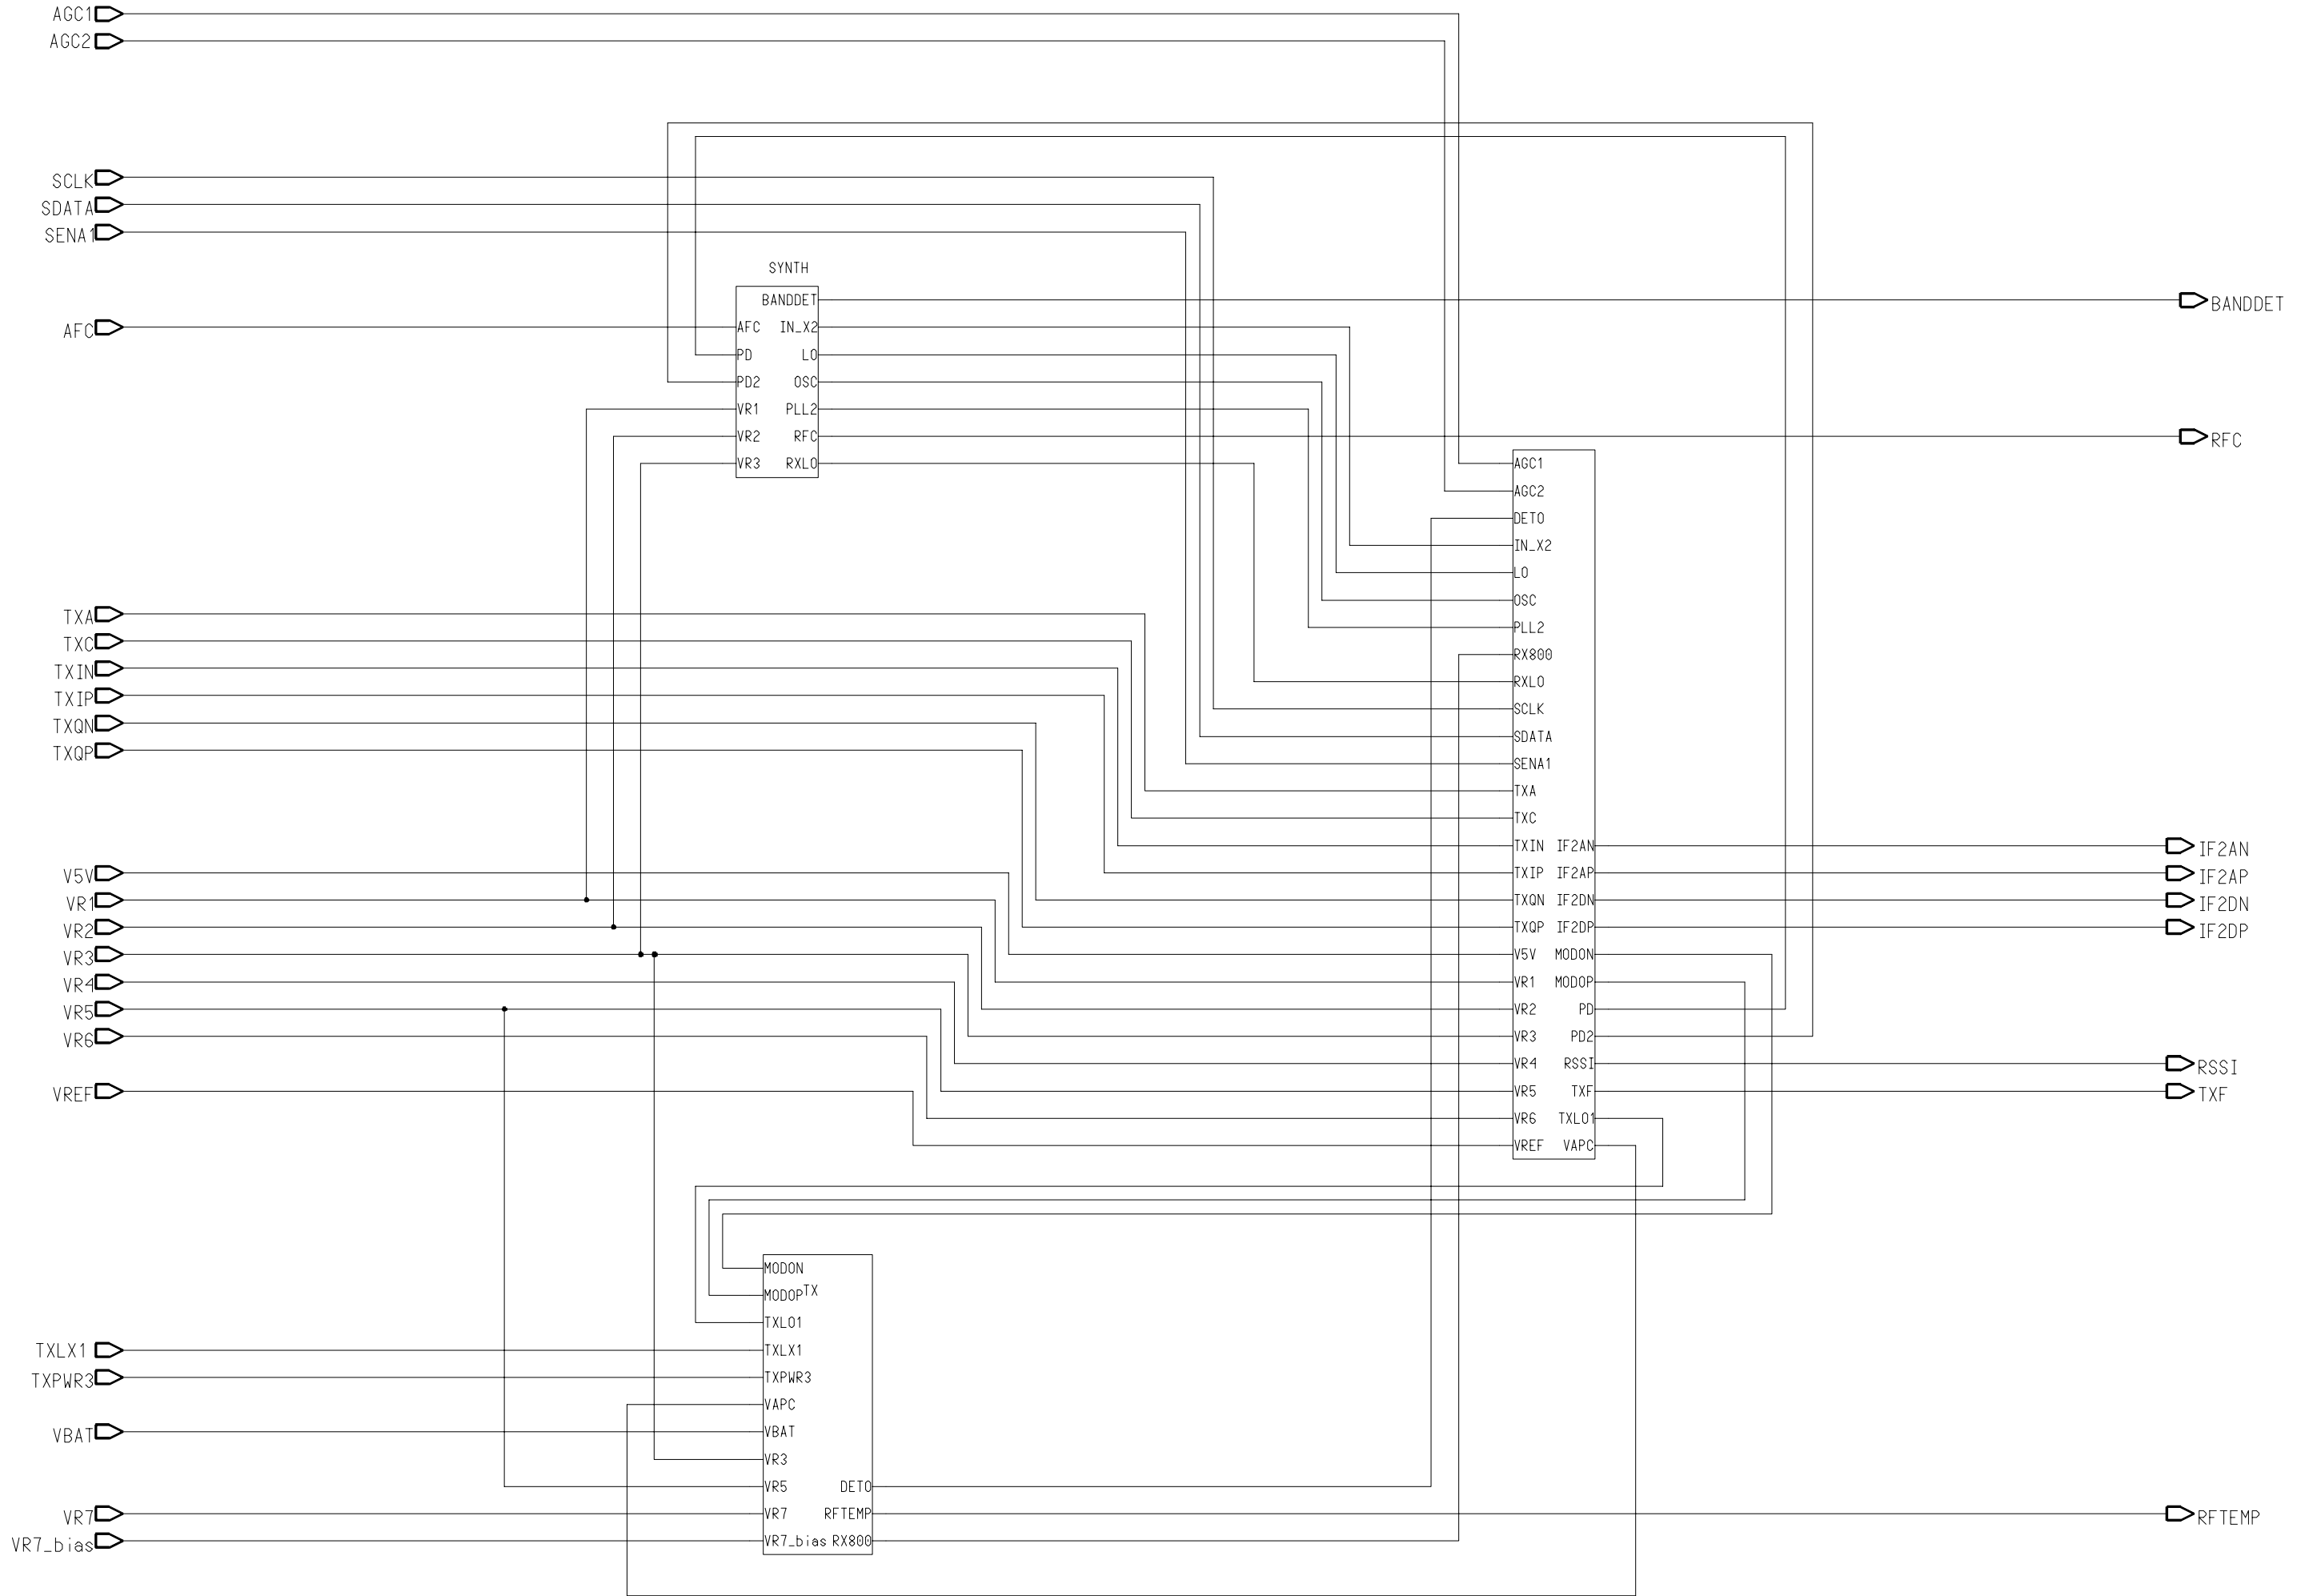 AGC1
AGC2
SCLK
SDATA
SENA1
SYNTH
BANDDET
BANDDET
AFC
AFC IN_X2
PD LO
PD2 OSC
VR1 PLL2
VR2 RFC
RFC
VR3 RXLO
AGC1
AGC2
DETO
IN_X2
LO
OSC
TXA
PLL2
TXC
RX800
TXIN
RXLO
TXIP
SCLK
TXQN
SDATA
TXQP
SENA1
TXA
TXC
TXIN IF2AN
IF2AN
V5V
TXIP IF2AP
IF2AP
VR1
TXQN IF2DN
IF2DN
VR2
TXQP IF2DP
IF2DP
VR3
V5V MODON
VR4
VR1 MODOP
VR5
VR2 PD
VR6
VR3 PD2
VR4 RSSI
RSSI
VREF
VR5 TXF
TXF
VR6 TXLO1
VREF VAPC
MODON
MODOP TX
TXLO1
TXLX1
TXLX1
TXPWR3
TXPWR3
VAPC
VBAT
VBAT
VR3
VR5 DETO
VR7
VR7 RFTEMP
RFTEMP
VR7_bias
VR7_bias RX800